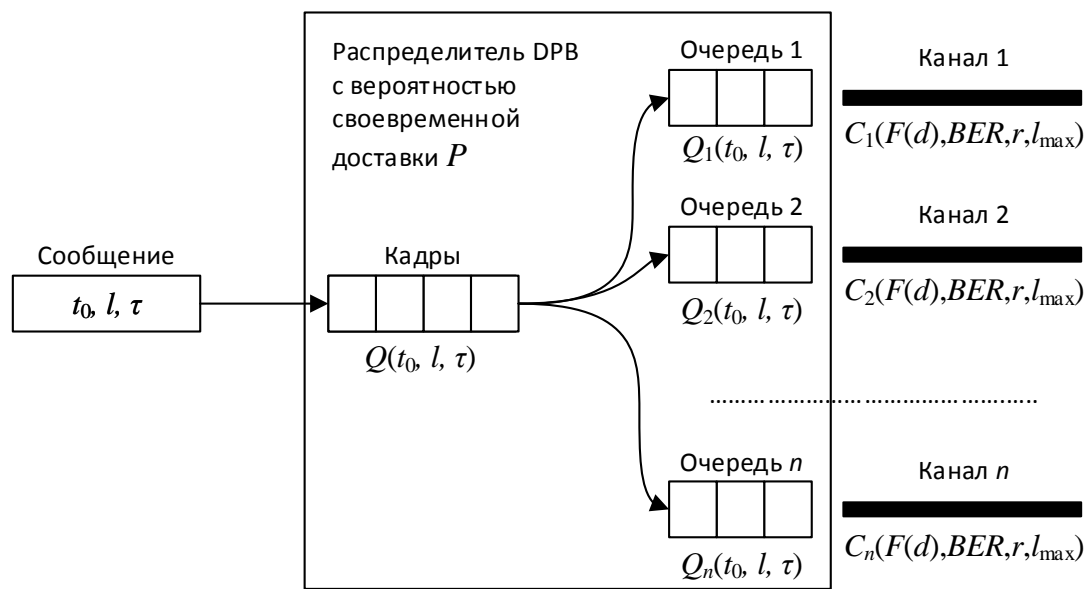 Распределитель DPB
с вероятностью
своевременной
доставки P
Очередь 1
Q₁(t₀, l, τ)
Канал 1
C₁(F(d),BER,r,lmax)
Очередь 2
Q₂(t₀, l, τ)
Канал 2
C₂(F(d),BER,r,lmax)
Сообщение
t₀, l, τ
Кадры
Q(t₀, l, τ)
Очередь n
Qₙ(t₀, l, τ)
Канал n
Cₙ(F(d),BER,r,lmax)